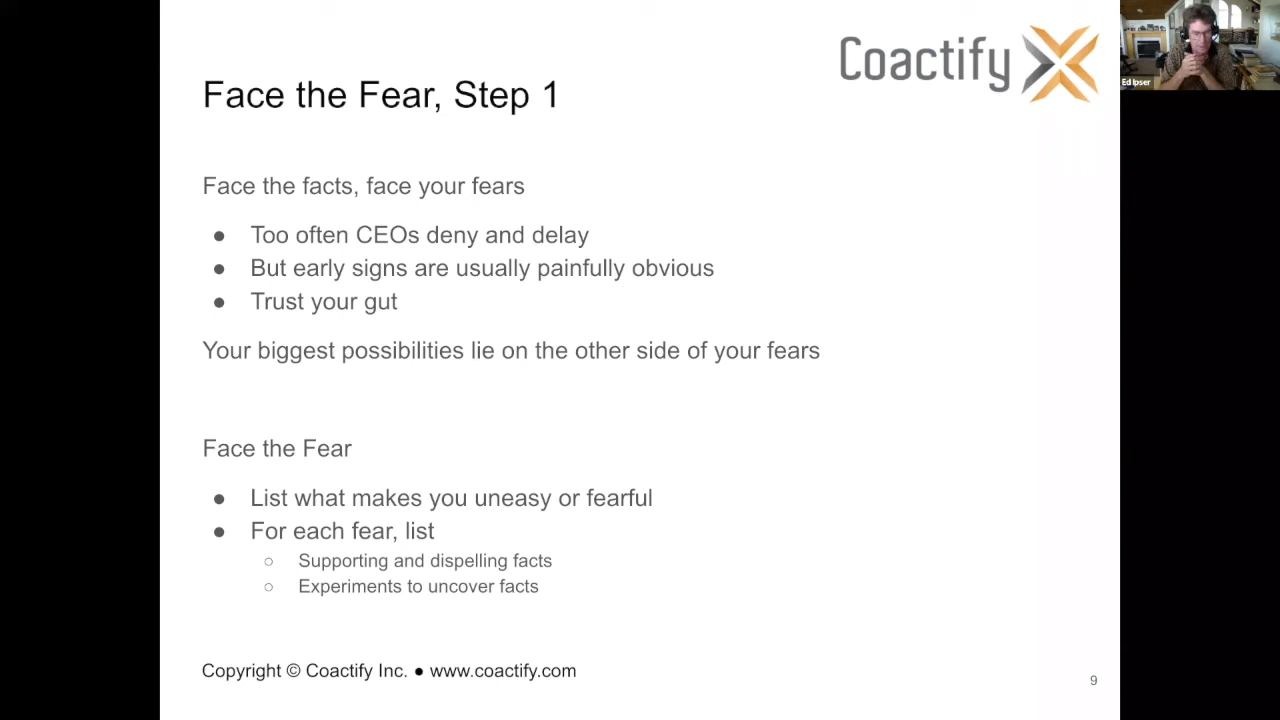 Coactify
Ed Ipser
Face the Fear, Step 1
Face the facts, face your fears
● Too often CEOs deny and delay
● But early signs are usually painfully obvious
● Trust your gut
Your biggest possibilities lie on the other side of your fears
Face the Fear
● List what makes you uneasy or fearful
● For each fear, list
○ Supporting and dispelling facts
○ Experiments to uncover facts
Copyright © Coactify Inc. ● www.coactify.com
9